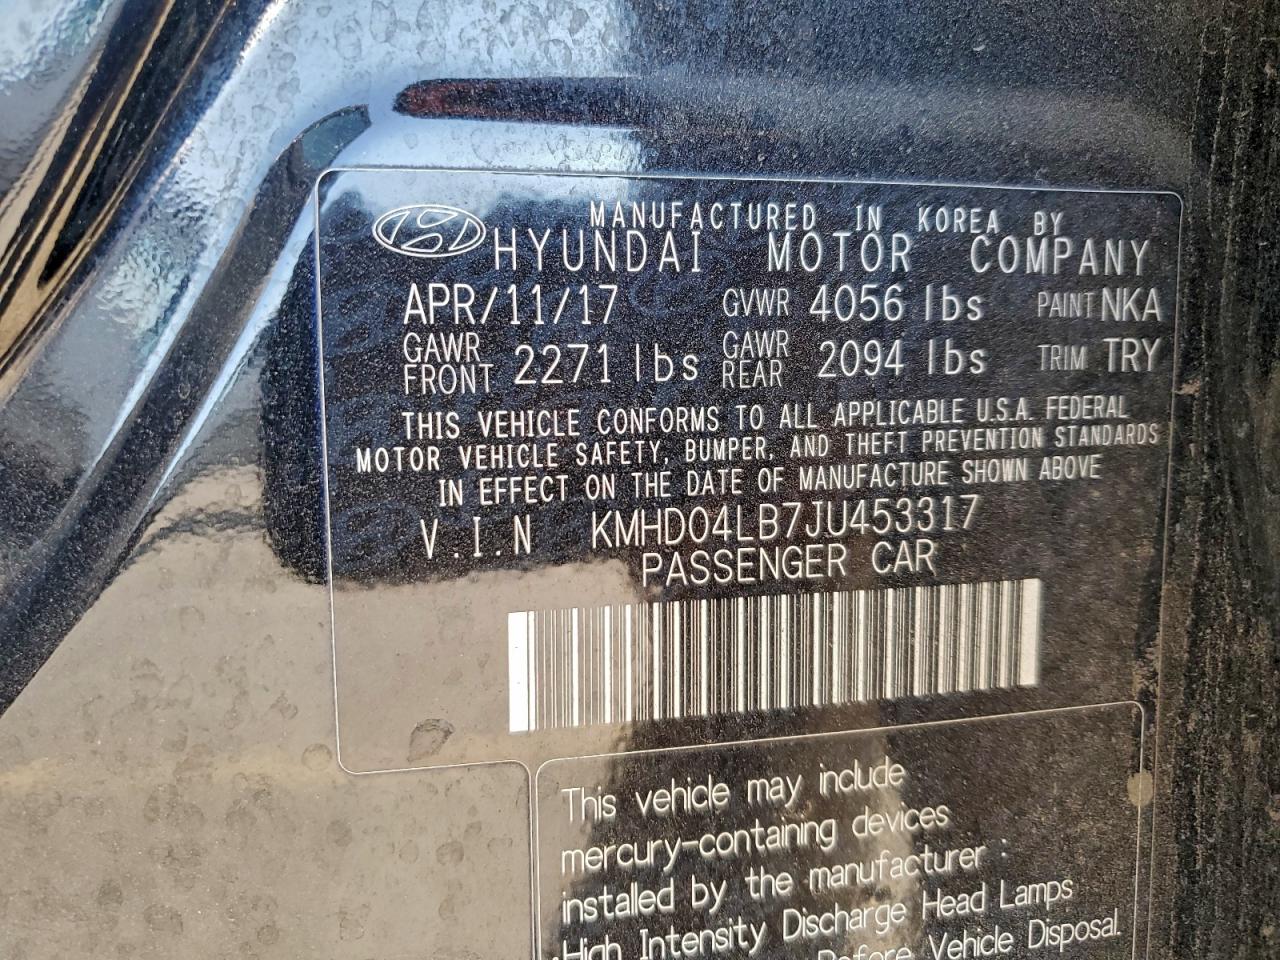 MANUFACTURED IN KOREA BY
HYUNDAI MOTOR COMPANY
APR/11/17 GVWR 4056 lbs PAINT NKA
GAWR FRONT 2271 lbs GAWR REAR 2094 lbs TRIM TRY
THIS VEHICLE CONFORMS TO ALL APPLICABLE U.S.A. FEDERAL
MOTOR VEHICLE SAFETY, BUMPER, AND THEFT PREVENTION STANDARDS
IN EFFECT ON THE DATE OF MANUFACTURE SHOWN ABOVE
V.I.N KMHD04LB7JU453317
PASSENGER CAR
This vehicle may include
mercury-containing devices
installed by the manufacturer :
.High Intensity Discharge Head Lamps
Before Vehicle Disposal.